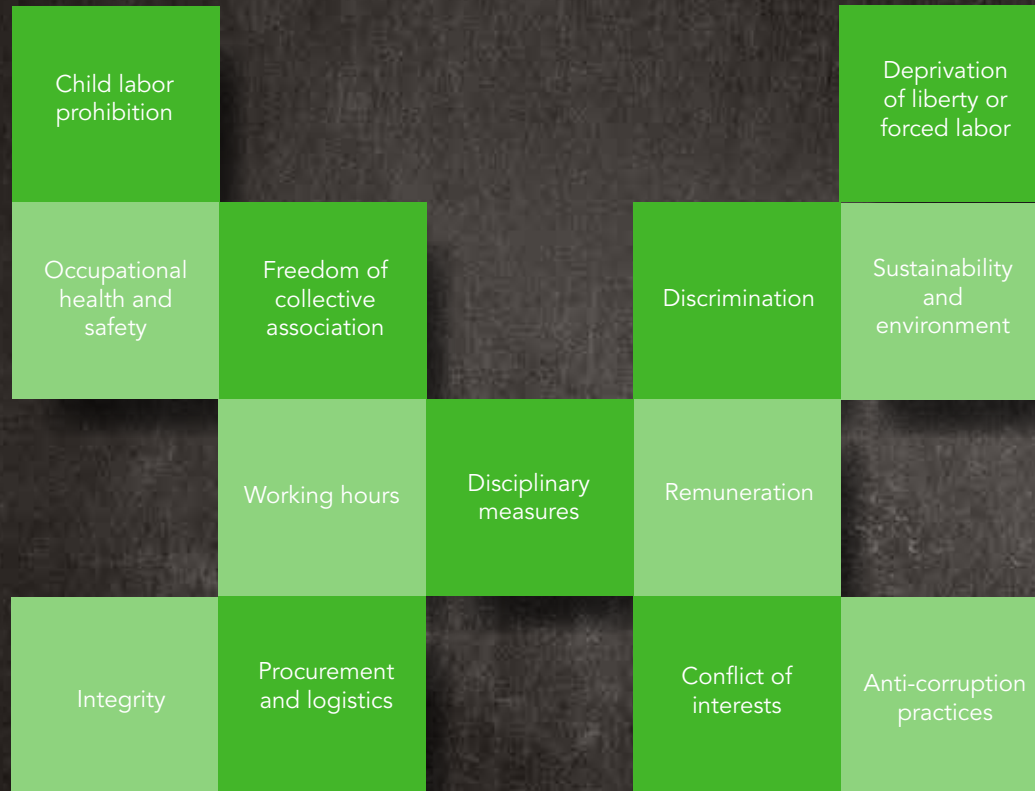 Child labor
prohibition
Deprivation
of liberty or
forced labor
Occupational
health and
safety
Freedom of
collective
association
Discrimination
Sustainability
and
environment
Working hours
Disciplinary
measures
Remuneration
Integrity
Procurement
and logistics
Conflict of
interests
Anti-corruption
practices